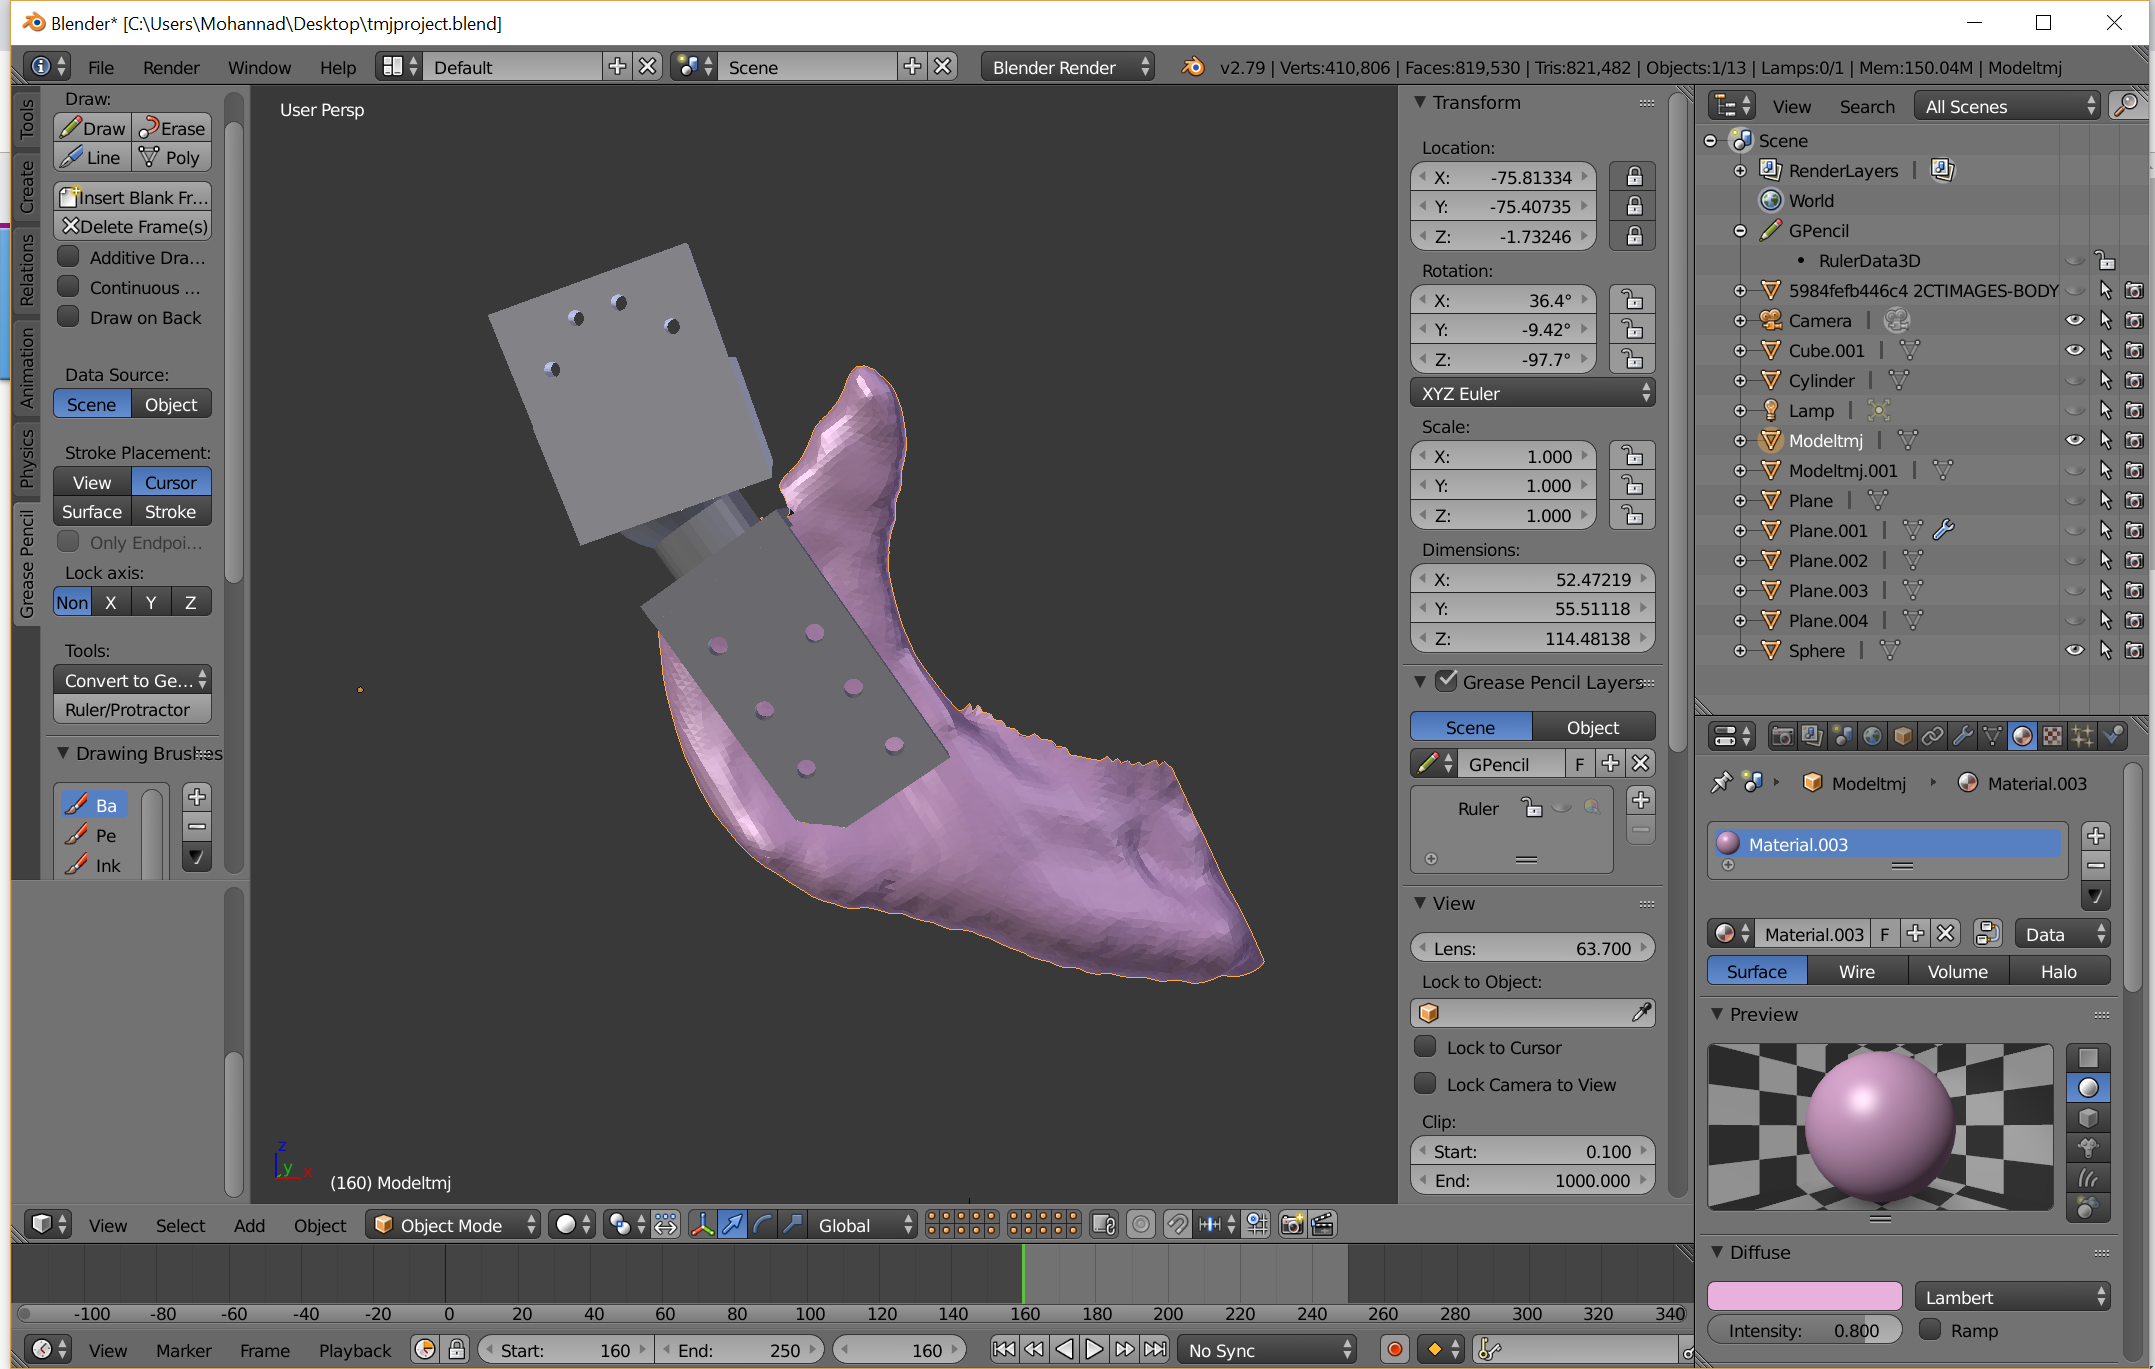 Blender* [C:\Users\Mohannad\Desktop\tmjproject.blend]
File Render Window Help Default Scene Blender Render v2.79 | Verts:410,806 | Faces:819,530 | Tris:821,482 | Objects:1/13 | Lamps:0/1 | Mem:150.04M | Modeltmj
Tools
Create
Relations
Animation
Physics
Grease Pencil
Draw:
Draw Erase
Line Poly
Insert Blank Fr...
Delete Frame(s)
Additive Dra...
Continuous ...
Draw on Back
Data Source:
Scene Object
Stroke Placement:
View Cursor
Surface Stroke
Only Endpoi...
Lock axis:
Non X Y Z
Tools:
Convert to Ge...
Ruler/Protractor
Drawing Brushes
Ba
Pe
Ink
User Persp
z
y x
(160) Modeltmj
Transform
Location:
X: -75.81334
Y: -75.40735
Z: -1.73246
Rotation:
X: 36.4°
Y: -9.42°
Z: -97.7°
XYZ Euler
Scale:
X: 1.000
Y: 1.000
Z: 1.000
Dimensions:
X: 52.47219
Y: 55.51118
Z: 114.48138
Grease Pencil Layers
Scene Object
GPencil F
Ruler
View
Lens: 63.700
Lock to Object:
Lock to Cursor
Lock Camera to View
Clip:
Start: 0.100
End: 1000.000
View Search All Scenes
Scene
RenderLayers
World
GPencil
RulerData3D
5984fefb446c4 2CTIMAGES-BODY
Camera
Cube.001
Cylinder
Lamp
Modeltmj
Modeltmj.001
Plane
Plane.001
Plane.002
Plane.003
Plane.004
Sphere
Modeltmj Material.003
Material.003
Material.003 F Data
Surface Wire Volume Halo
Preview
Diffuse
Lambert
Intensity: 0.800 Ramp
View Select Add Object Object Mode Global
-100 -80 -60 -40 -20 0 20 40 60 80 100 120 140 160 180 200 220 240 260 280 300 320 340
View Marker Frame Playback Start: 160 End: 250 160 No Sync